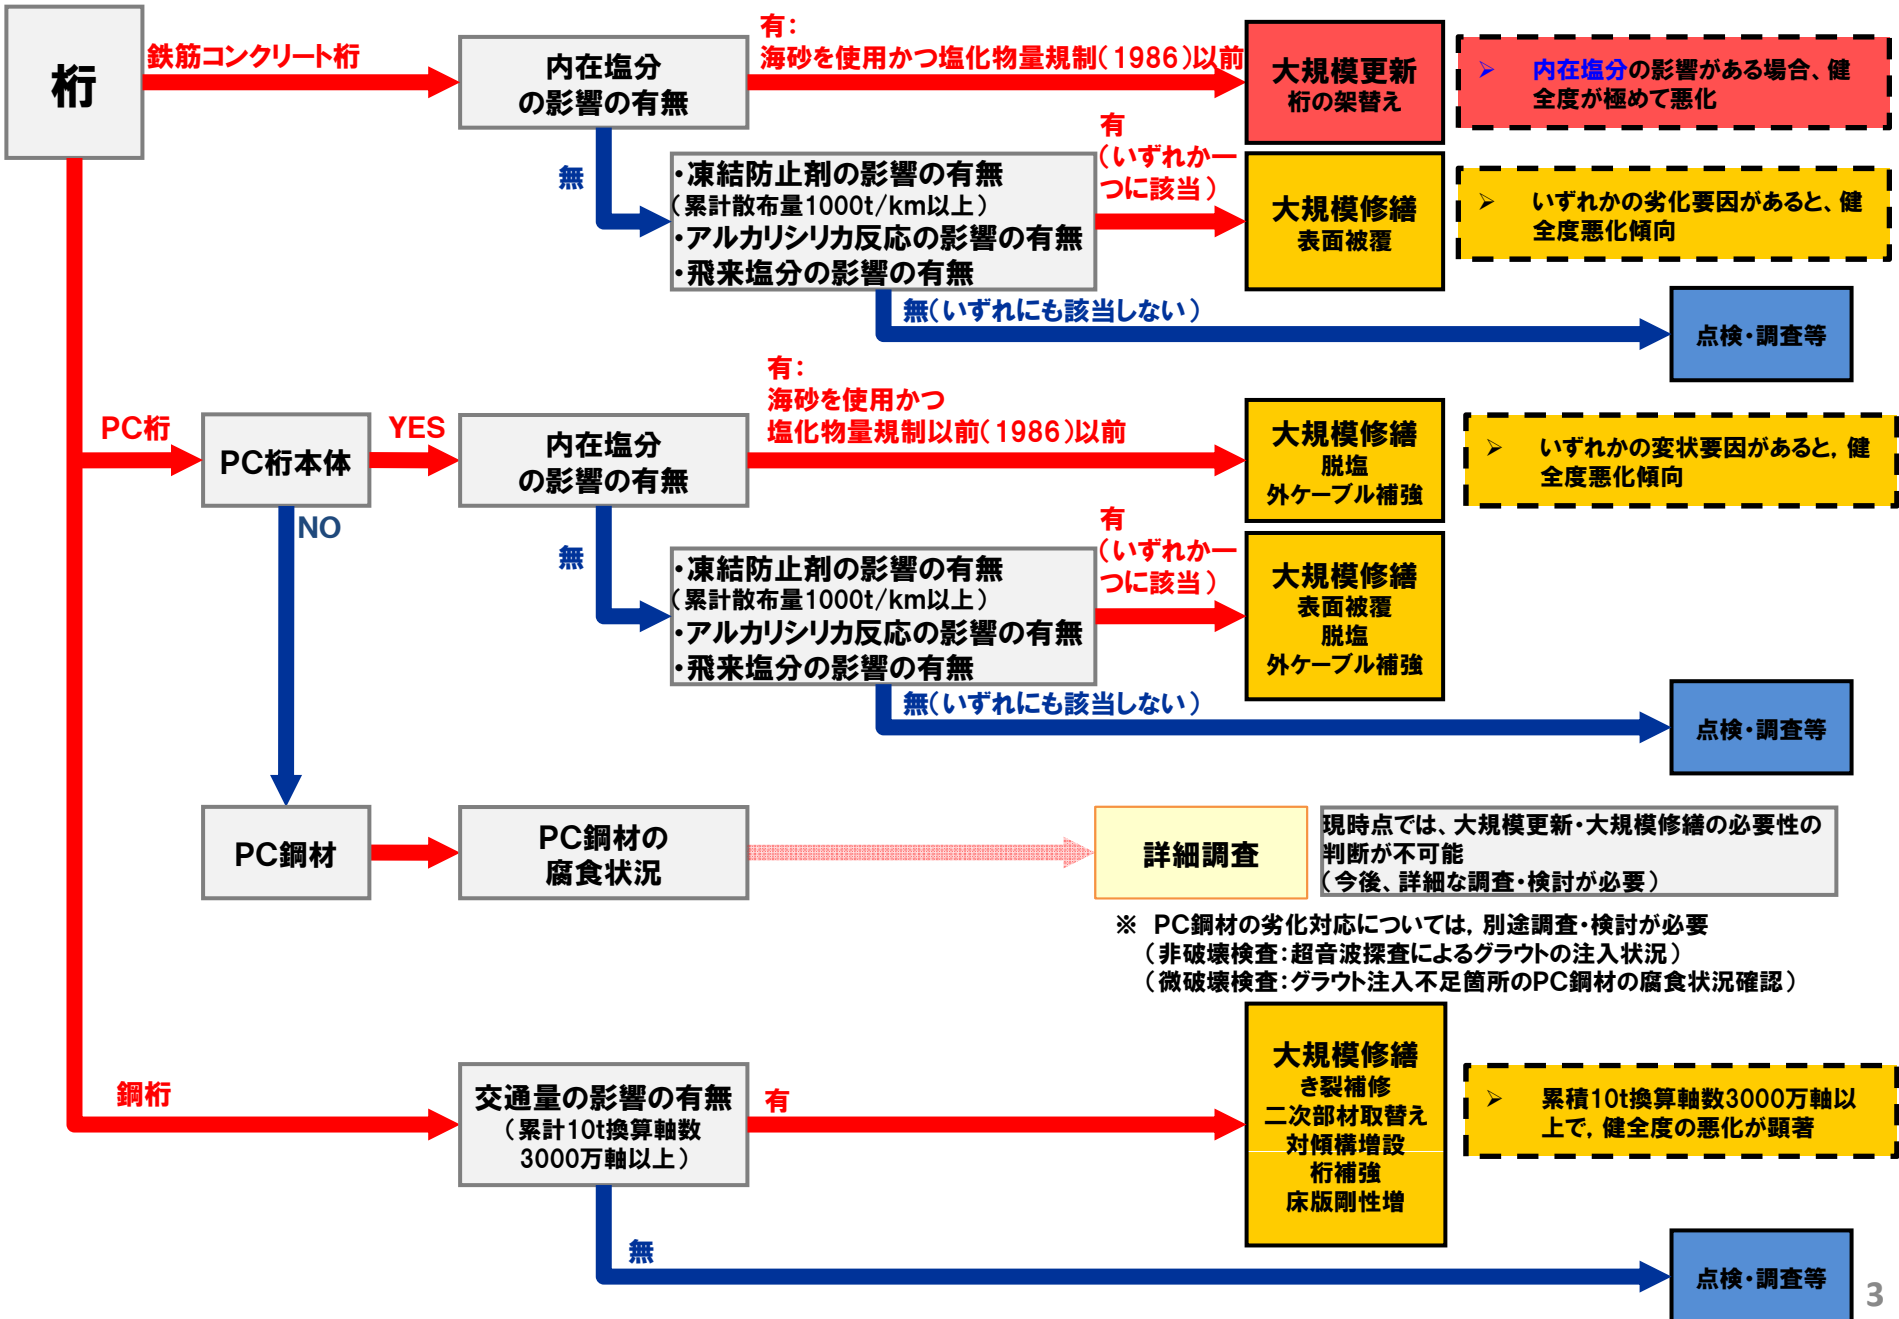 桁
鉄筋コンクリート桁
内在塩分
の影響の有無
有：
海砂を使用かつ塩化物量規制(1986)以前
大規模更新
桁の架替え
➢ 内在塩分の影響がある場合、健
全度が極めて悪化
無
・凍結防止剤の影響の有無
(累計散布量1000t/km以上)
・アルカリシリカ反応の影響の有無
・飛来塩分の影響の有無
有
(いずれか一
つに該当)
大規模修繕
表面被覆
➢ いずれかの劣化要因があると、健
全度悪化傾向
無(いずれにも該当しない)
点検・調査等
PC桁
PC桁本体
YES
内在塩分
の影響の有無
有：
海砂を使用かつ
塩化物量規制以前(1986)以前
大規模修繕
脱塩
外ケーブル補強
➢ いずれかの変状要因があると，健
全度悪化傾向
NO
無
・凍結防止剤の影響の有無
(累計散布量1000t/km以上)
・アルカリシリカ反応の影響の有無
・飛来塩分の影響の有無
有
(いずれか一
つに該当)
大規模修繕
表面被覆
脱塩
外ケーブル補強
無(いずれにも該当しない)
点検・調査等
PC鋼材
PC鋼材の
腐食状況
詳細調査
現時点では、大規模更新・大規模修繕の必要性の
判断が不可能
(今後、詳細な調査・検討が必要)
※ PC鋼材の劣化対応については，別途調査・検討が必要
(非破壊検査：超音波探査によるグラウトの注入状況)
(微破壊検査：グラウト注入不足箇所のPC鋼材の腐食状況確認)
鋼桁
交通量の影響の有無
(累計10t換算軸数
3000万軸以上)
有
大規模修繕
き裂補修
二次部材取替え
対傾構増設
桁補強
床版剛性増
➢ 累積10t換算軸数3000万軸以
上で，健全度の悪化が顕著
無
点検・調査等
3